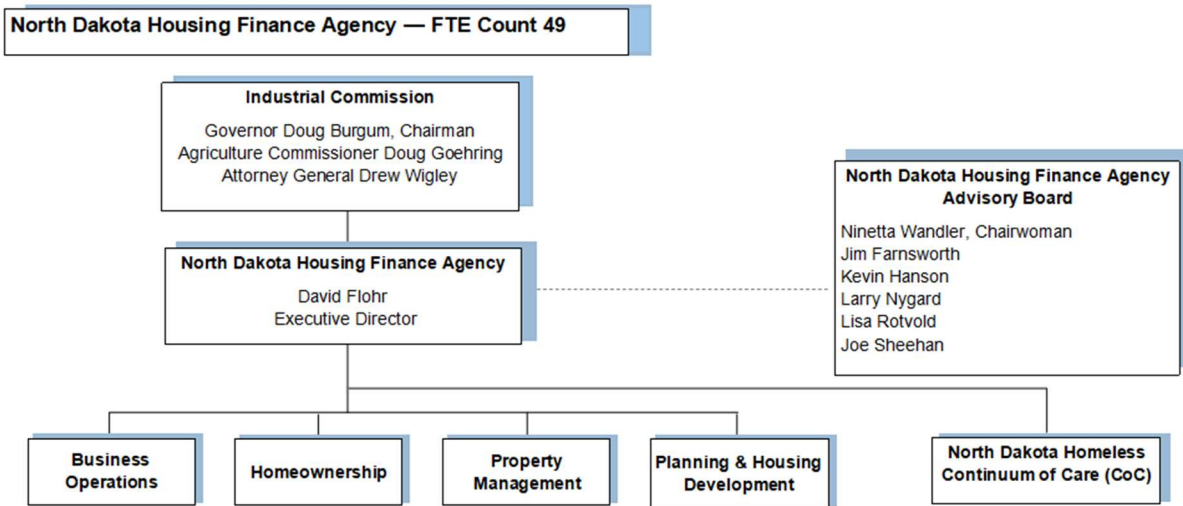 North Dakota Housing Finance Agency — FTE Count 49
Industrial Commission
Governor Doug Burgum, Chairman
Agriculture Commissioner Doug Goehring
Attorney General Drew Wigley
North Dakota Housing Finance Agency
Advisory Board
Ninetta Wandler, Chairwoman
Jim Farnsworth
Kevin Hanson
Larry Nygard
Lisa Rotvold
Joe Sheehan
North Dakota Housing Finance Agency
David Flohr
Executive Director
Business
Operations
Homeownership
Property
Management
Planning & Housing
Development
North Dakota Homeless
Continuum of Care (CoC)